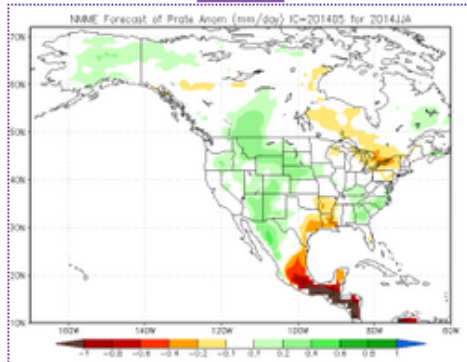 NMME Forecast of Prate Anom (mm/day) IC=201405 for 2014JJA
70N
60N
50N
40N
30N
20N
10N
160W 140W 120W 100W 80W 60W
-1 -0.8 -0.6 -0.4 -0.2 -0.1 0.1 0.2 0.4 0.6 0.8